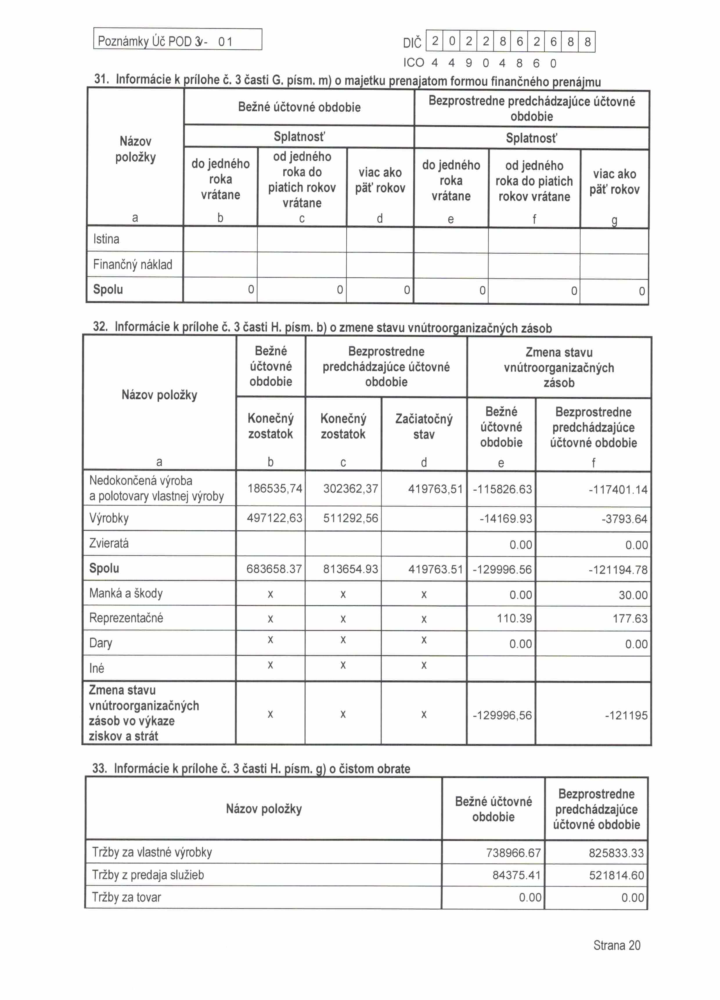 Poznámky Úč POD 3v- 01
DIČ 2 0 2 2 8 6 2 6 8 8
ICO 4 4 9 0 4 8 6 0
31. Informácie k prílohe č. 3 časti G. písm. m) o majetku prenajatom formou finančného prenájmu
Názov položky
Bežné účtovné obdobie
Bezprostredne predchádzajúce účtovné
obdobie
Splatnosť Splatnosť
do jedného roka vrátane
od jedného roka do piatich rokov vrátane
viac ako päť rokov
do jedného roka vrátane
od jedného roka do piatich rokov vrátane
viac ako päť rokov
a b c d e f g
Istina
Finančný náklad
Spolu 0 0 0 0 0 0
32. Informácie k prílohe č. 3 časti H. písm. b) o zmene stavu vnútroorganizačných zásob
Názov položky
Bežné účtovné obdobie
Bezprostredne predchádzajúce účtovné obdobie
Zmena stavu vnútroorganizačných zásob
Konečný zostatok
Konečný zostatok
Začiatočný stav
Bežné účtovné obdobie
Bezprostredne predchádzajúce účtovné obdobie
a b c d e f
Nedokončená výroba
a polotovary vlastnej výroby 186535,74 302362,37 419763,51 -115826.63 -117401.14
Výrobky 497122,63 511292,56 -14169.93 -3793.64
Zvieratá 0.00 0.00
Spolu 683658.37 813654.93 419763.51 -129996.56 -121194.78
Manká a škody x x x 0.00 30.00
Reprezentačné x x x 110.39 177.63
Dary x x x 0.00 0.00
Iné x x x
Zmena stavu
vnútroorganizačných
zásob vo výkaze
ziskov a strát x x x -129996,56 -121195
33. Informácie k prílohe č. 3 časti H. písm. g) o čistom obrate
Názov položky
Bežné účtovné obdobie
Bezprostredne predchádzajúce účtovné obdobie
Tržby za vlastné výrobky 738966.67 825833.33
Tržby z predaja služieb 84375.41 521814.60
Tržby za tovar 0.00 0.00
Strana 20